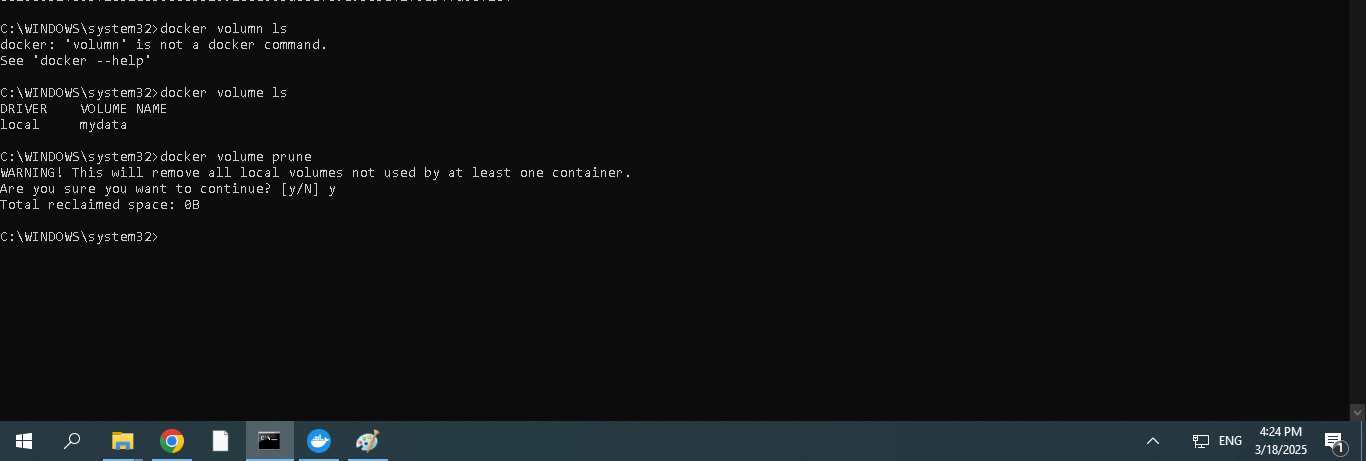 C:\WINDOWS\system32>docker volumn ls
docker: 'volumn' is not a docker command.
See 'docker --help'
C:\WINDOWS\system32>docker volume ls
DRIVER    VOLUME NAME
local     mydata
C:\WINDOWS\system32>docker volume prune
WARNING! This will remove all local volumes not used by at least one container.
Are you sure you want to continue? [y/N] y
Total reclaimed space: 0B
C:\WINDOWS\system32>
ENG
4:24 PM
3/18/2025
1